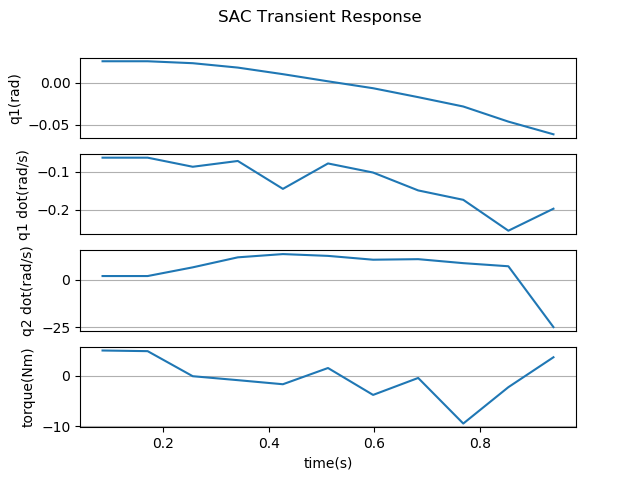 SAC Transient Response
q1(rad)
0.00
−0.05
q1 dot(rad/s)
−0.1
−0.2
q2 dot(rad/s)
0
−25
torque(Nm)
0
−10
0.2 0.4 0.6 0.8
time(s)